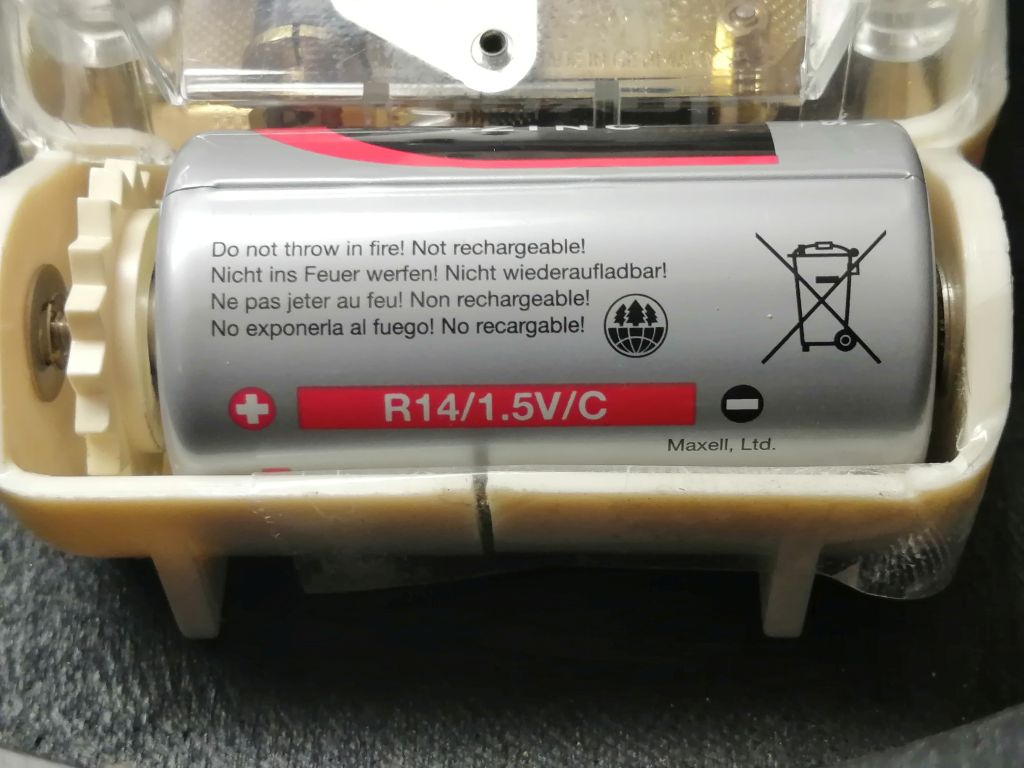 ZINC
Do not throw in fire! Not rechargeable!
Nicht ins Feuer werfen! Nicht wiederaufladbar!
Ne pas jeter au feu! Non rechargeable!
No exponerla al fuego! No recargable!
R14/1.5V/C
Maxell, Ltd.